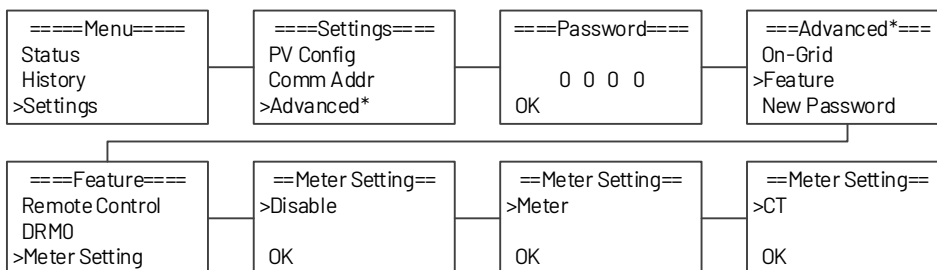 =====Menu=====
Status
History
>Settings
====Settings====
PV Config
Comm Addr
>Advanced*
====Password====
0 0 0 0
OK
===Advanced*===
On-Grid
>Feature
New Password
====Feature====
Remote Control
DRM0
>Meter Setting
==Meter Setting==
>Disable
OK
==Meter Setting==
>Meter
OK
==Meter Setting==
>CT
OK